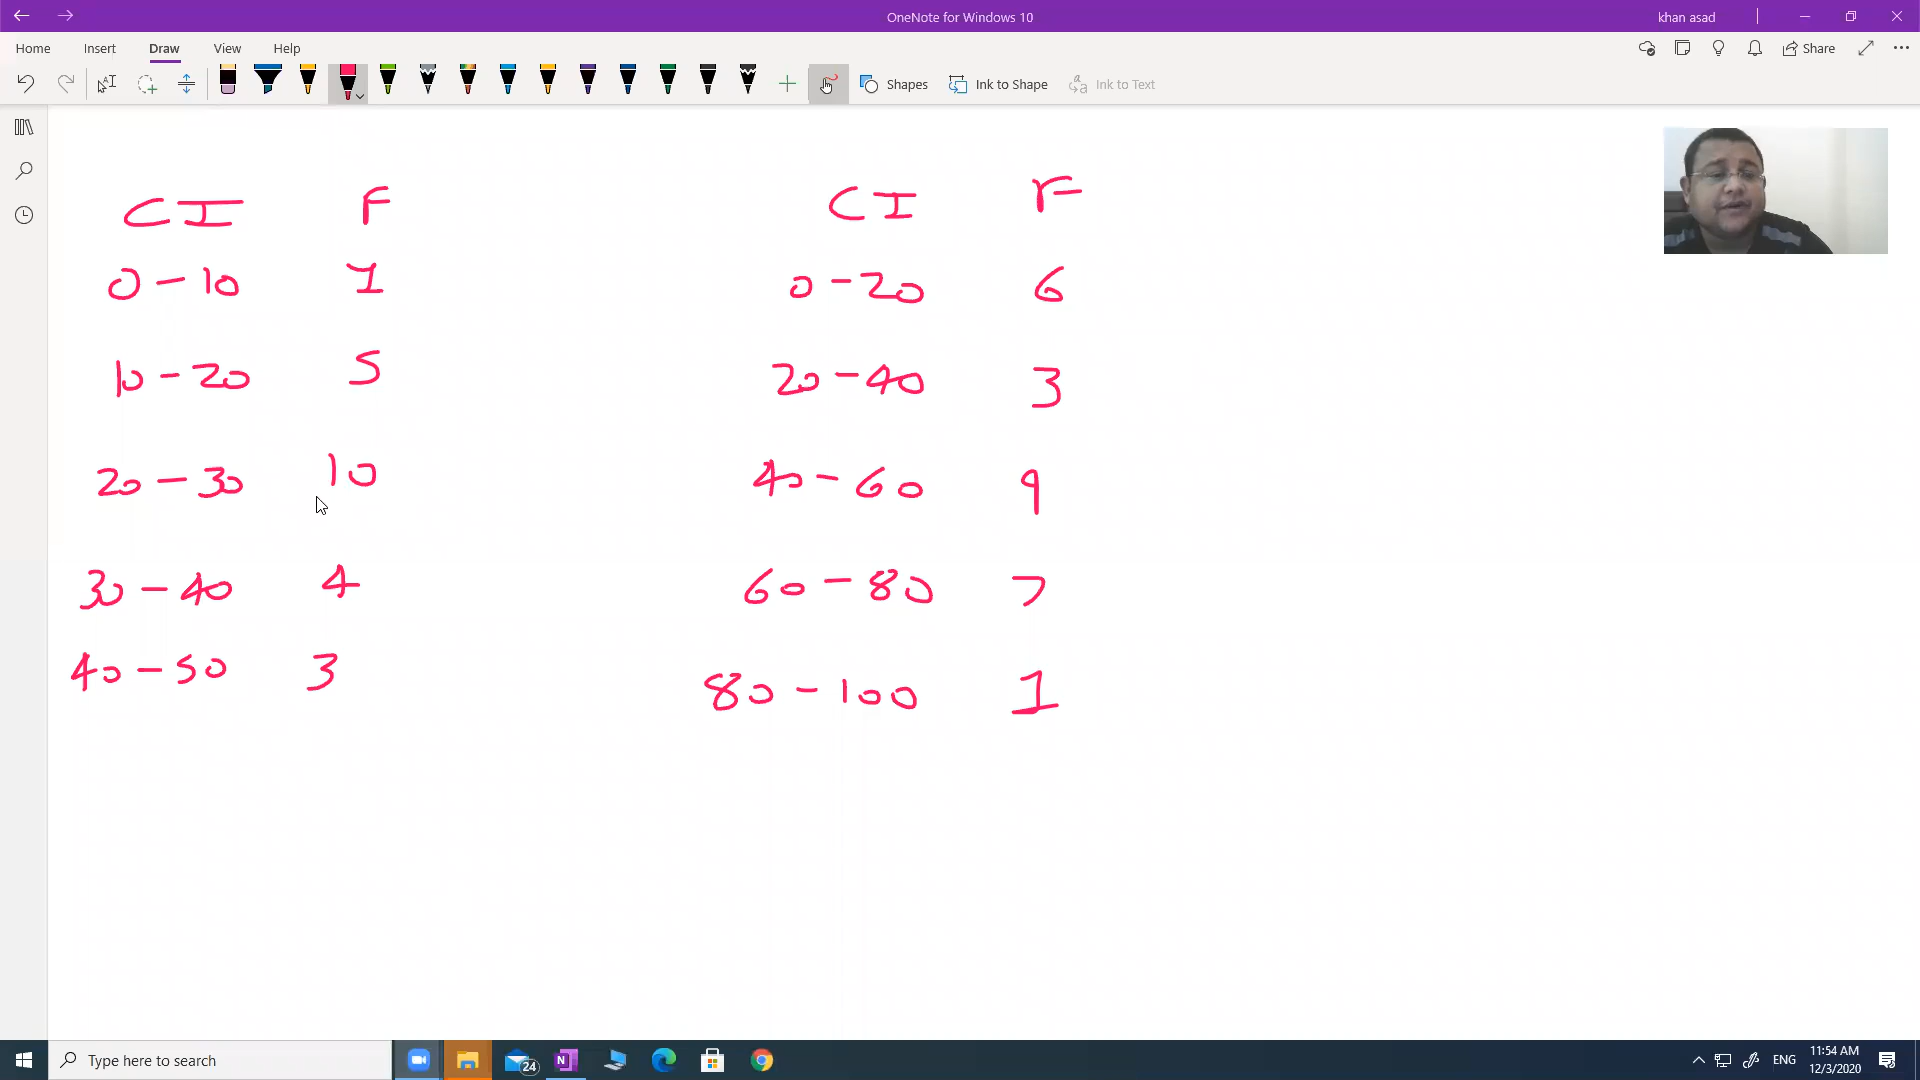 OneNote for Windows 10
khan asad
Home Insert Draw View Help
Share
Shapes Ink to Shape Ink to Text
CI F
0-10 1
10-20 5
20-30 10
30-40 4
40-50 3
CI F
0-20 6
20-40 3
40-60 9
60-80 7
80-100 1
Type here to search
24
ENG
11:54 AM
12/3/2020